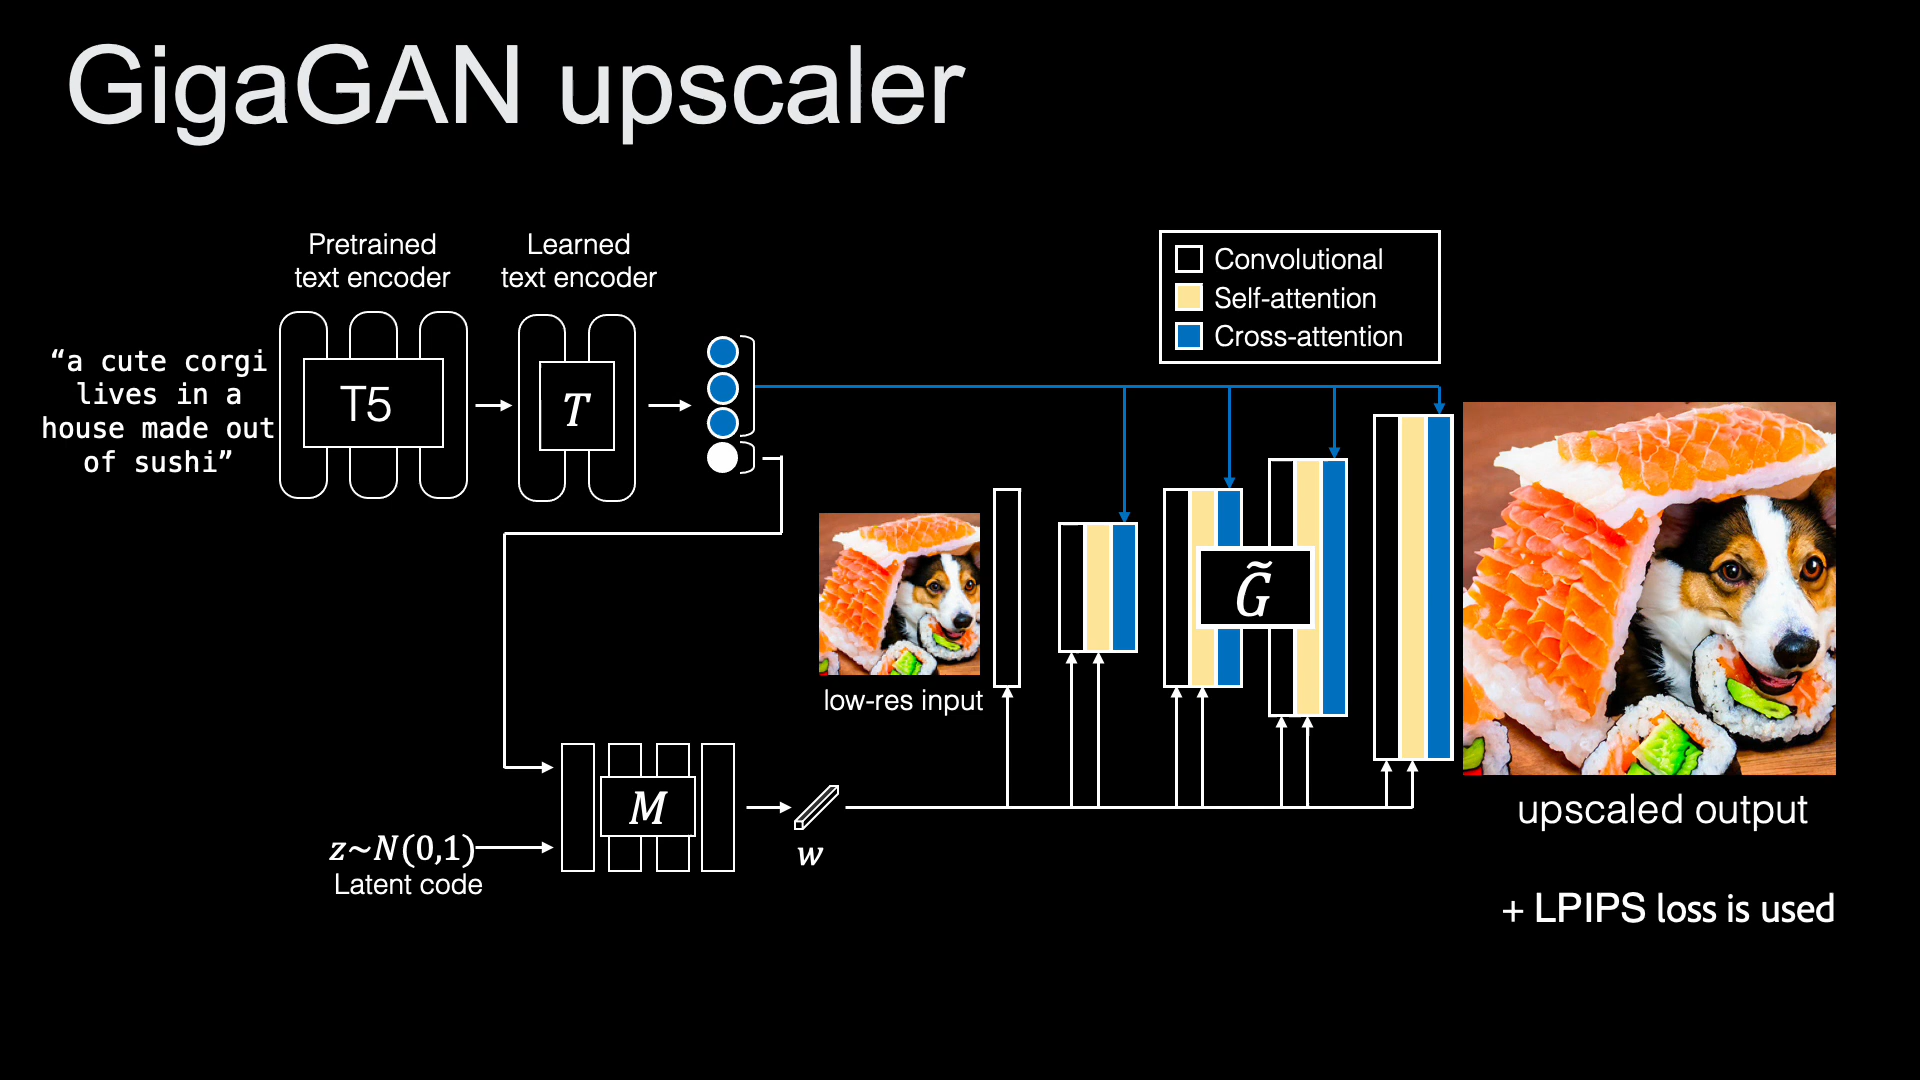 GigaGAN upscaler
Pretrained
text encoder
Learned
text encoder
Convolutional
Self-attention
Cross-attention
“a cute corgi
lives in a
house made out
of sushi”
T5
T
G̃
low-res input
M
z~N(0,1)
Latent code
w
upscaled output
+ LPIPS loss is used